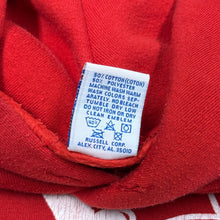 50% COTTON (COTON)
50% POLYESTER
MACHINE WASH WARM
WASH COLORS SEP-
ARATELY. NO BLEACH
TUMBLE DRY LOW
DO NOT IRON OR DRY
CLEAN EMBLEM
RUSSELL CORP.
ALEX. CITY, AL. 35010